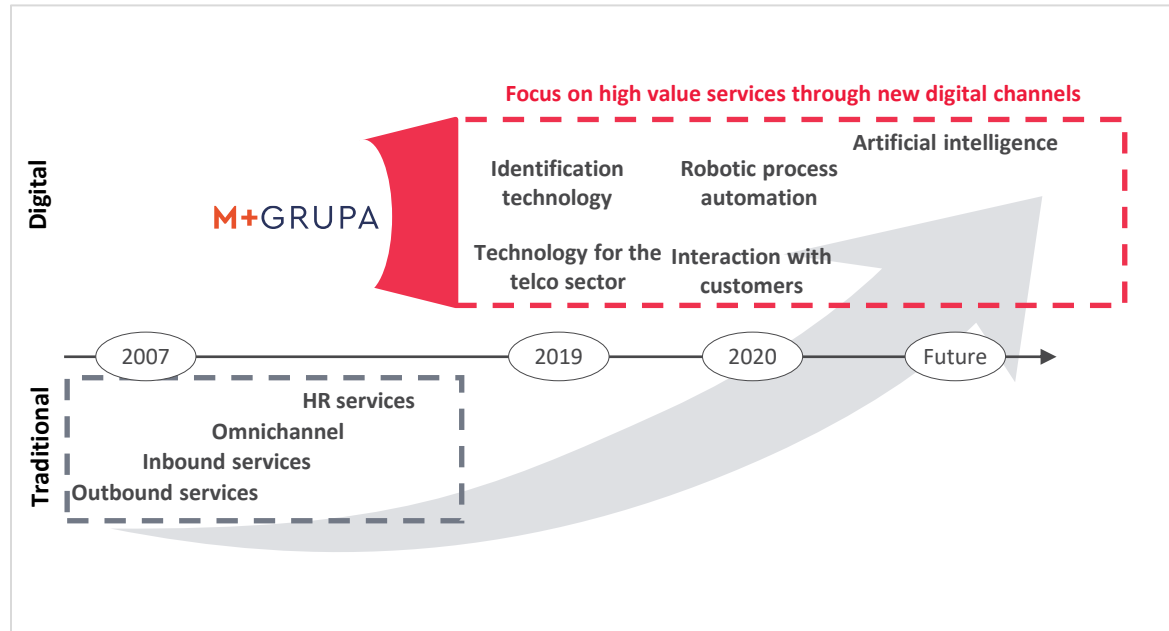 Focus on high value services through new digital channels
Digital
M+GRUPA
Identification
technology
Robotic process
automation
Artificial intelligence
Technology for the
telco sector
Interaction with
customers
2007
2019
2020
Future
Traditional
HR services
Omnichannel
Inbound services
Outbound services